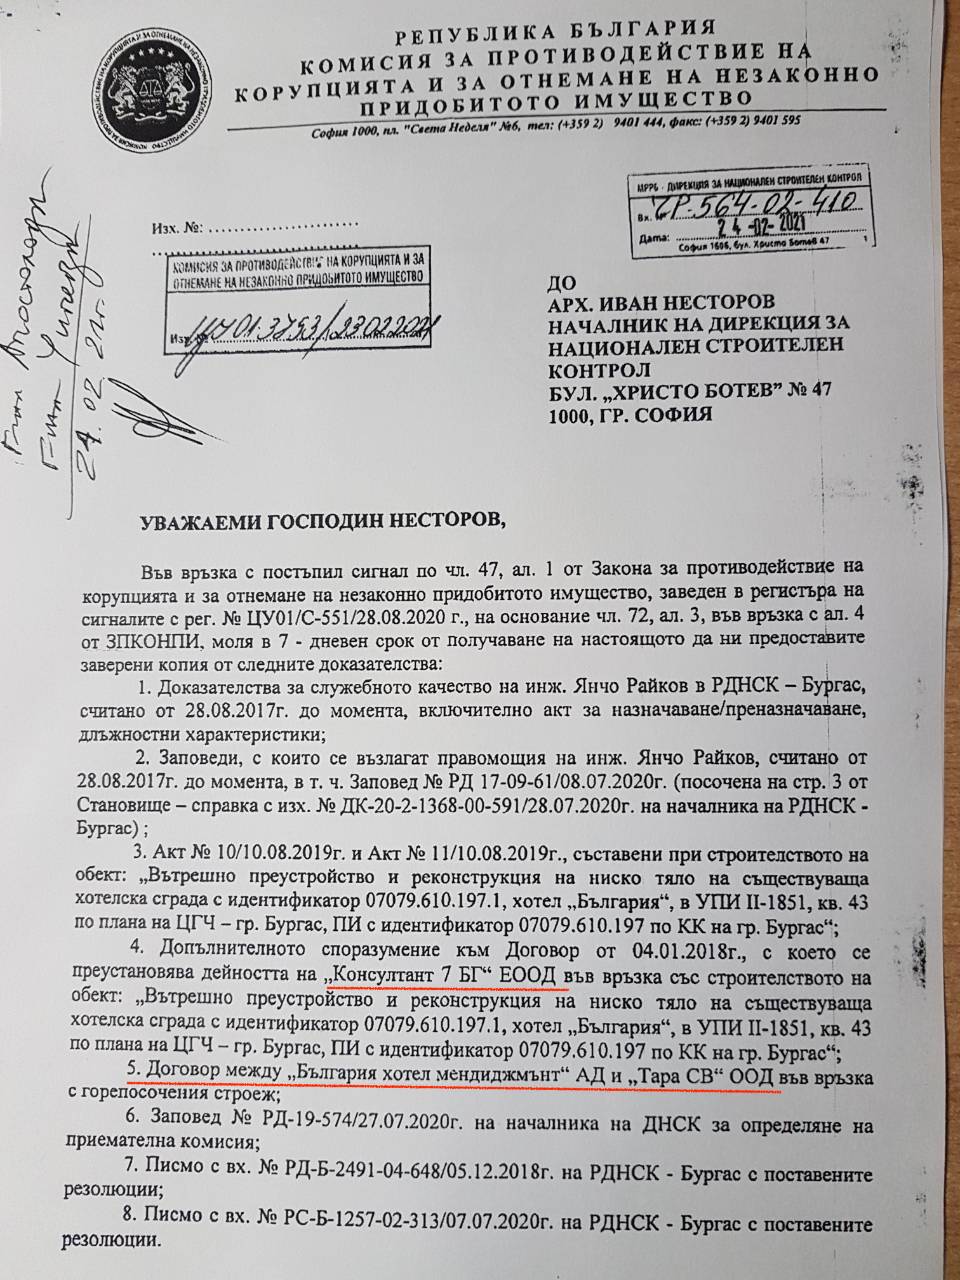 РЕПУБЛИКА БЪЛГАРИЯ
КОМИСИЯ ЗА ПРОТИВОДЕЙСТВИЕ НА
КОРУПЦИЯТА И ЗА ОТНЕМАНЕ НА НЕЗАКОННО
ПРИДОБИТОТО ИМУЩЕСТВО
София 1000, пл. "Света Неделя" №6, тел: (+359 2) 9401 444, факс: (+359 2) 9401 595
МРРБ - ДИРЕКЦИЯ ЗА НАЦИОНАЛЕН СТРОИТЕЛЕН КОНТРОЛ
Вх. № ЦР-564-02-410
Дата: 24-02-2021
София 1606, бул. Христо Ботев 47
Изх. №: ..............................
КОМИСИЯ ЗА ПРОТИВОДЕЙСТВИЕ НА КОРУПЦИЯТА И ЗА
ОТНЕМАНЕ НА НЕЗАКОННО ПРИДОБИТОТО ИМУЩЕСТВО
Изх. № ЦУ01-3753/23022021
24.02.21г.
ДО
АРХ. ИВАН НЕСТОРОВ
НАЧАЛНИК НА ДИРЕКЦИЯ ЗА
НАЦИОНАЛЕН СТРОИТЕЛЕН
КОНТРОЛ
БУЛ. „ХРИСТО БОТЕВ” № 47
1000, ГР. СОФИЯ
УВАЖАЕМИ ГОСПОДИН НЕСТОРОВ,
Във връзка с постъпил сигнал по чл. 47, ал. 1 от Закона за противодействие на
корупцията и за отнемане на незаконно придобитото имущество, заведен в регистъра на
сигналите с рег. № ЦУ01/С-551/28.08.2020 г., на основание чл. 72, ал. 3, във връзка с ал. 4
от ЗПКОНПИ, моля в 7 - дневен срок от получаване на настоящото да ни предоставите
заверени копия от следните доказателства:
1. Доказателства за служебното качество на инж. Янчо Райков в РДНСК – Бургас,
считано от 28.08.2017г. до момента, включително акт за назначаване/преназначаване,
длъжностни характеристики;
2. Заповеди, с които се възлагат правомощия на инж. Янчо Райков, считано от
28.08.2017г. до момента, в т. ч. Заповед № РД 17-09-61/08.07.2020г. (посочена на стр. 3 от
Становище – справка с изх. № ДК-20-2-1368-00-591/28.07.2020г. на началника на РДНСК -
Бургас) ;
3. Акт № 10/10.08.2019г. и Акт № 11/10.08.2019г., съставени при строителството на
обект: „Вътрешно преустройство и реконструкция на ниско тяло на съществуваща
хотелска сграда с идентификатор 07079.610.197.1, хотел „България“, в УПИ II-1851, кв. 43
по плана на ЦГЧ – гр. Бургас, ПИ с идентификатор 07079.610.197 по КК на гр. Бургас“;
4. Допълнителното споразумение към Договор от 04.01.2018г., с което се
преустановява дейността на „Консултант 7 БГ“ ЕООД във връзка със строителството на
обект: „Вътрешно преустройство и реконструкция на ниско тяло на съществуваща
хотелска сграда с идентификатор 07079.610.197.1, хотел „България“, в УПИ II-1851, кв. 43
по плана на ЦГЧ – гр. Бургас, ПИ с идентификатор 07079.610.197 по КК на гр. Бургас“;
5. Договор между „България хотел мендиджмънт“ АД и „Тара СВ“ ООД във връзка
с горепосочения строеж;
6. Заповед № РД-19-574/27.07.2020г. на началника на ДНСК за определяне на
приемателна комисия;
7. Писмо с вх. № РД-Б-2491-04-648/05.12.2018г. на РДНСК - Бургас с поставените
резолюции;
8. Писмо с вх. № РС-Б-1257-02-313/07.07.2020г. на РДНСК - Бургас с поставените
резолюции.